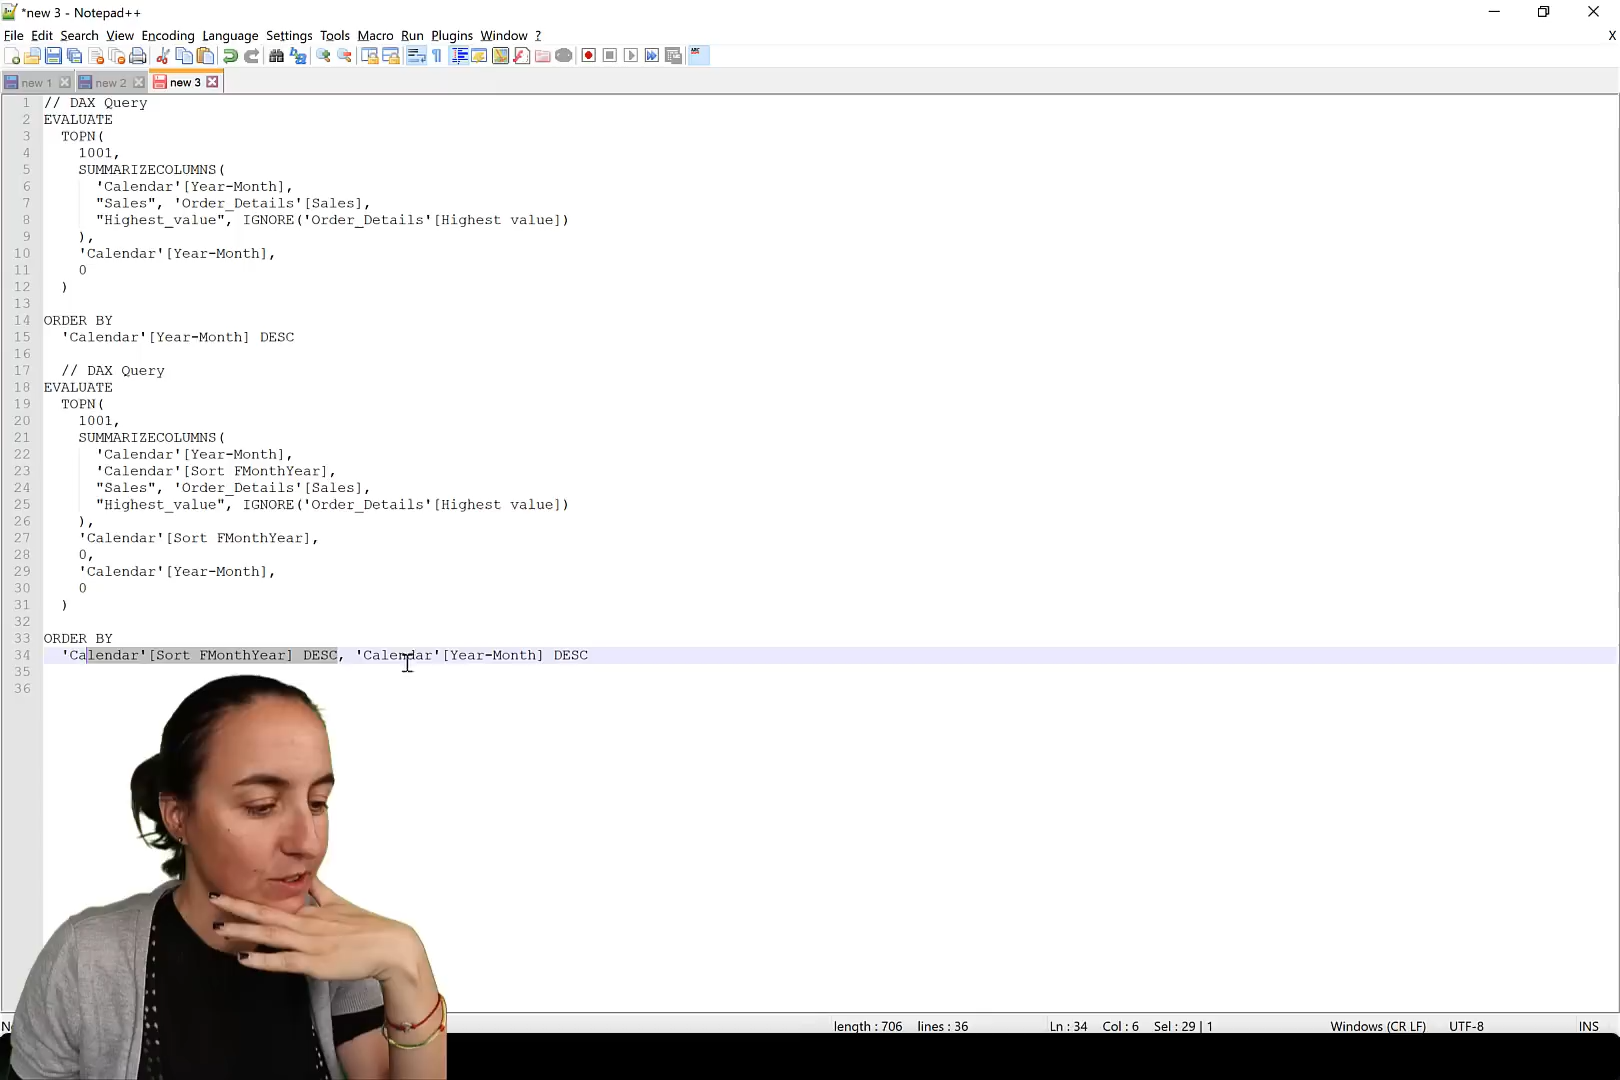 *new 3 - Notepad++
File Edit Search View Encoding Language Settings Tools Macro Run Plugins Window ?
X
new 1 new 2 new 3
1 // DAX Query
2 EVALUATE
3 TOPN(
4 1001,
5 SUMMARIZECOLUMNS(
6 'Calendar'[Year-Month],
7 "Sales", 'Order_Details'[Sales],
8 "Highest_value", IGNORE('Order_Details'[Highest value])
9 ),
10 'Calendar'[Year-Month],
11 0
12 )
13
14 ORDER BY
15 'Calendar'[Year-Month] DESC
16
17 // DAX Query
18 EVALUATE
19 TOPN(
20 1001,
21 SUMMARIZECOLUMNS(
22 'Calendar'[Year-Month],
23 'Calendar'[Sort FMonthYear],
24 "Sales", 'Order_Details'[Sales],
25 "Highest_value", IGNORE('Order_Details'[Highest value])
26 ),
27 'Calendar'[Sort FMonthYear],
28 0,
29 'Calendar'[Year-Month],
30 0
31 )
32
33 ORDER BY
34 'Calendar'[Sort FMonthYear] DESC, 'Calendar'[Year-Month] DESC
35
36
length : 706 lines : 36 Ln : 34 Col : 6 Sel : 29 | 1 Windows (CR LF) UTF-8 INS